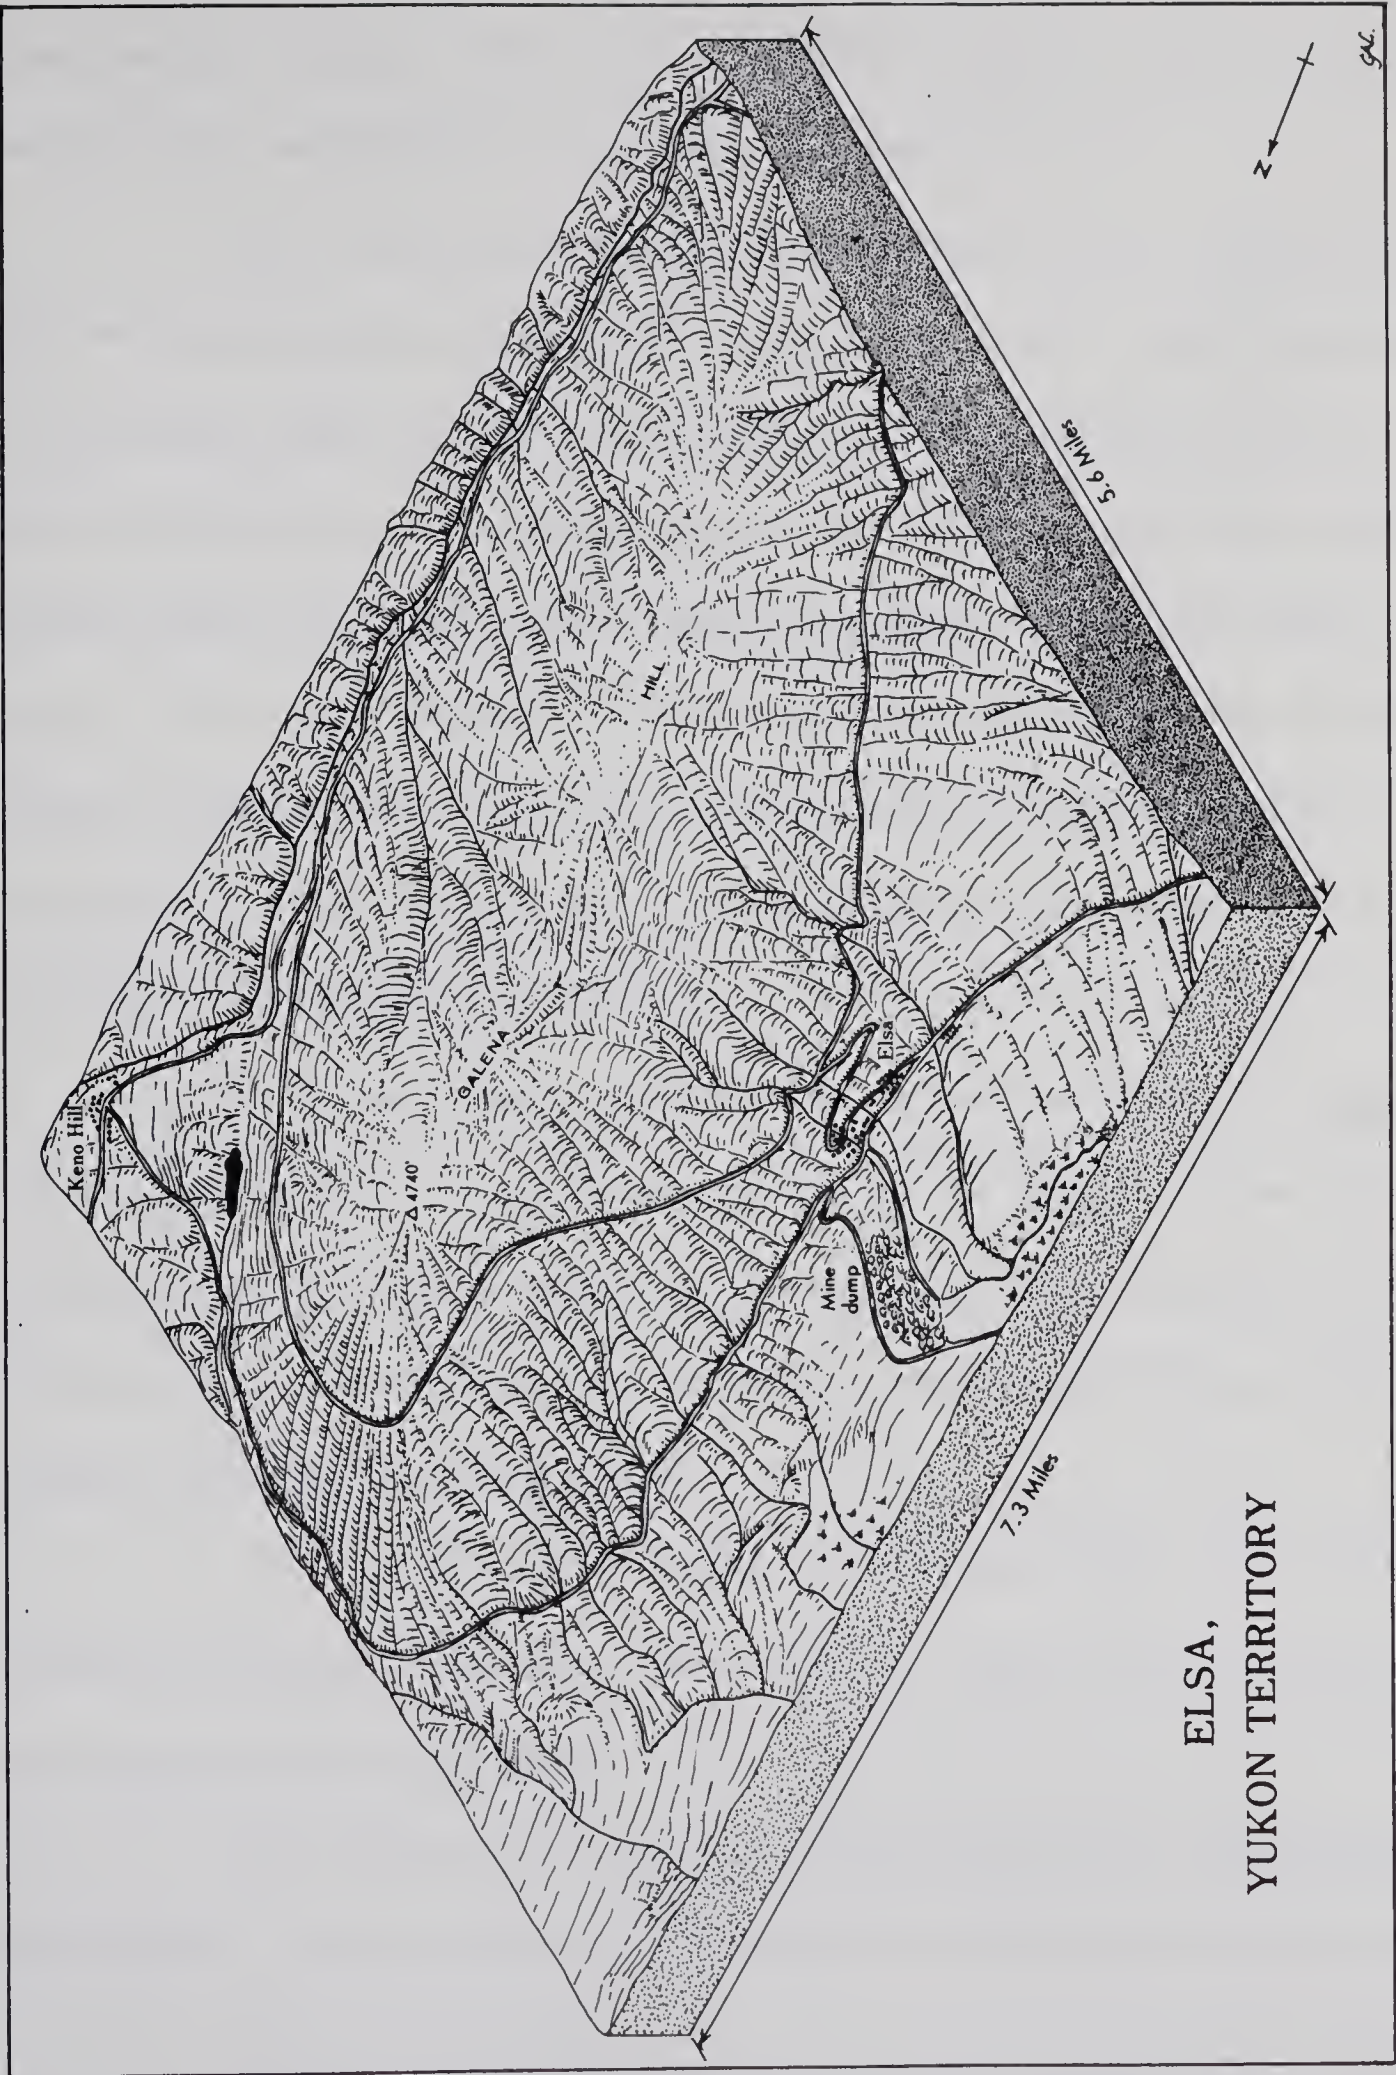 Keno Hill
Δ 4740'
GALENA
HILL
Elsa
Mine
dump
5.6 Miles
7.3 Miles
N
ELSA,
YUKON TERRITORY